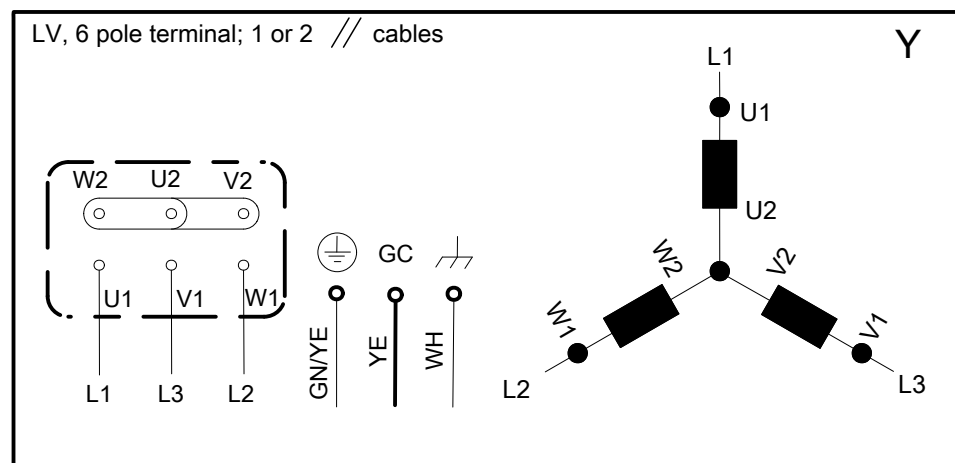 LV, 6 pole terminal; 1 or 2 // cables
Y
W2 U2 V2
U1 V1 W1
L1 L3 L2
GC
GN/YE YE WH
L1
U1
U2
W2 V2
W1 V1
L2 L3